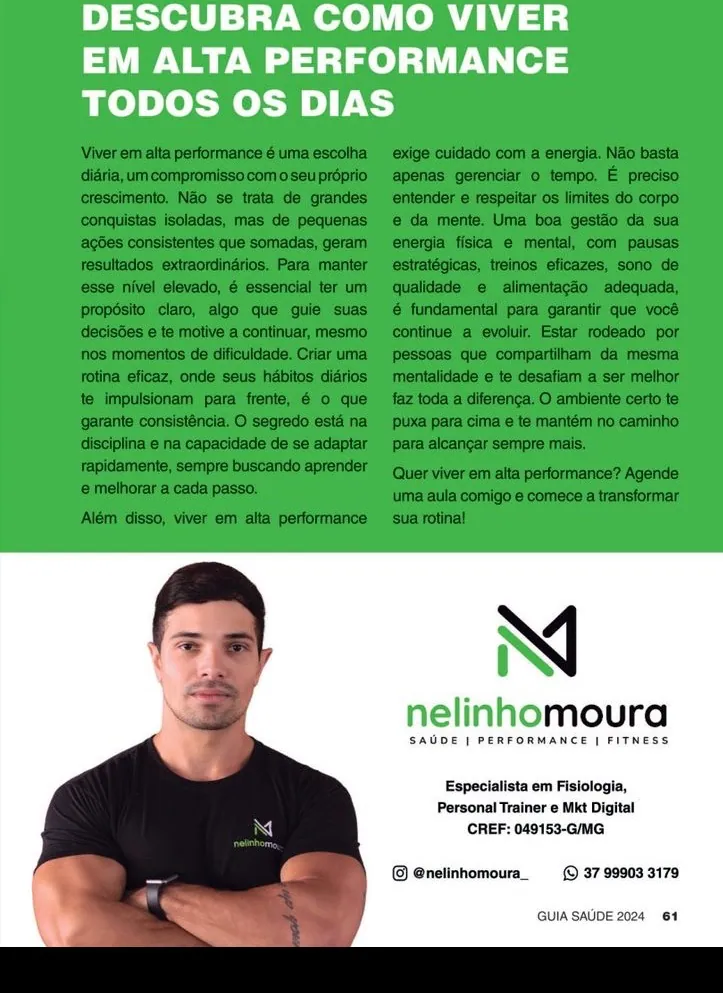 DESCUBRA COMO VIVER
EM ALTA PERFORMANCE
TODOS OS DIAS
Viver em alta performance é uma escolha
diária, um compromisso com o seu próprio
crescimento. Não se trata de grandes
conquistas isoladas, mas de pequenas
ações consistentes que somadas, geram
resultados extraordinários. Para manter
esse nível elevado, é essencial ter um
propósito claro, algo que guie suas
decisões e te motive a continuar, mesmo
nos momentos de dificuldade. Criar uma
rotina eficaz, onde seus hábitos diários
te impulsionam para frente, é o que
garante consistência. O segredo está na
disciplina e na capacidade de se adaptar
rapidamente, sempre buscando aprender
e melhorar a cada passo.
Além disso, viver em alta performance
exige cuidado com a energia. Não basta
apenas gerenciar o tempo. É preciso
entender e respeitar os limites do corpo
e da mente. Uma boa gestão da sua
energia física e mental, com pausas
estratégicas, treinos eficazes, sono de
qualidade e alimentação adequada,
é fundamental para garantir que você
continue a evoluir. Estar rodeado por
pessoas que compartilham da mesma
mentalidade e te desafiam a ser melhor
faz toda a diferença. O ambiente certo te
puxa para cima e te mantém no caminho
para alcançar sempre mais.
Quer viver em alta performance? Agende
uma aula comigo e comece a transformar
sua rotina!
nelinhomoura
SAÚDE | PERFORMANCE | FITNESS
Especialista em Fisiologia,
Personal Trainer e Mkt Digital
CREF: 049153-G/MG
@nelinhomoura_ 37 99903 3179
nelinhomoura
GUIA SAÚDE 2024 61